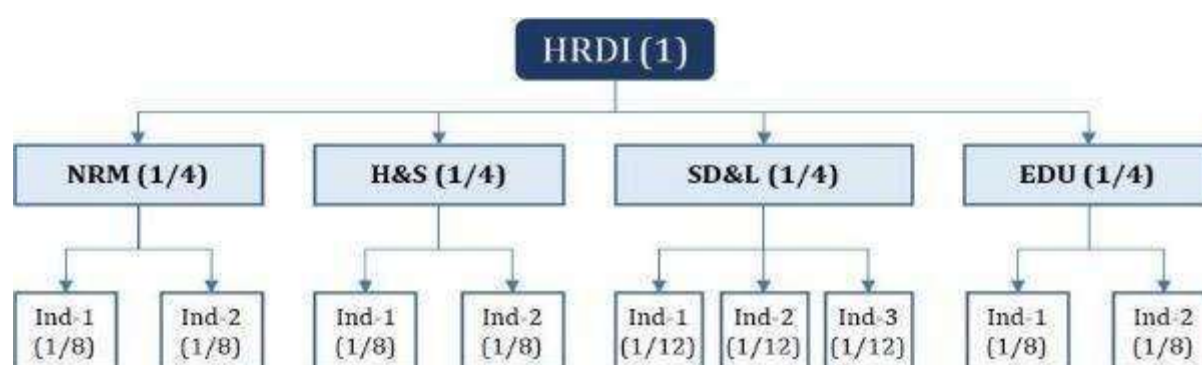 HRDI (1)
NRM (1/4)
H&S (1/4)
SD&L (1/4)
EDU (1/4)
Ind-1
(1/8)
Ind-2
(1/8)
Ind-1
(1/8)
Ind-2
(1/8)
Ind-1
(1/12)
Ind-2
(1/12)
Ind-3
(1/12)
Ind-1
(1/8)
Ind-2
(1/8)